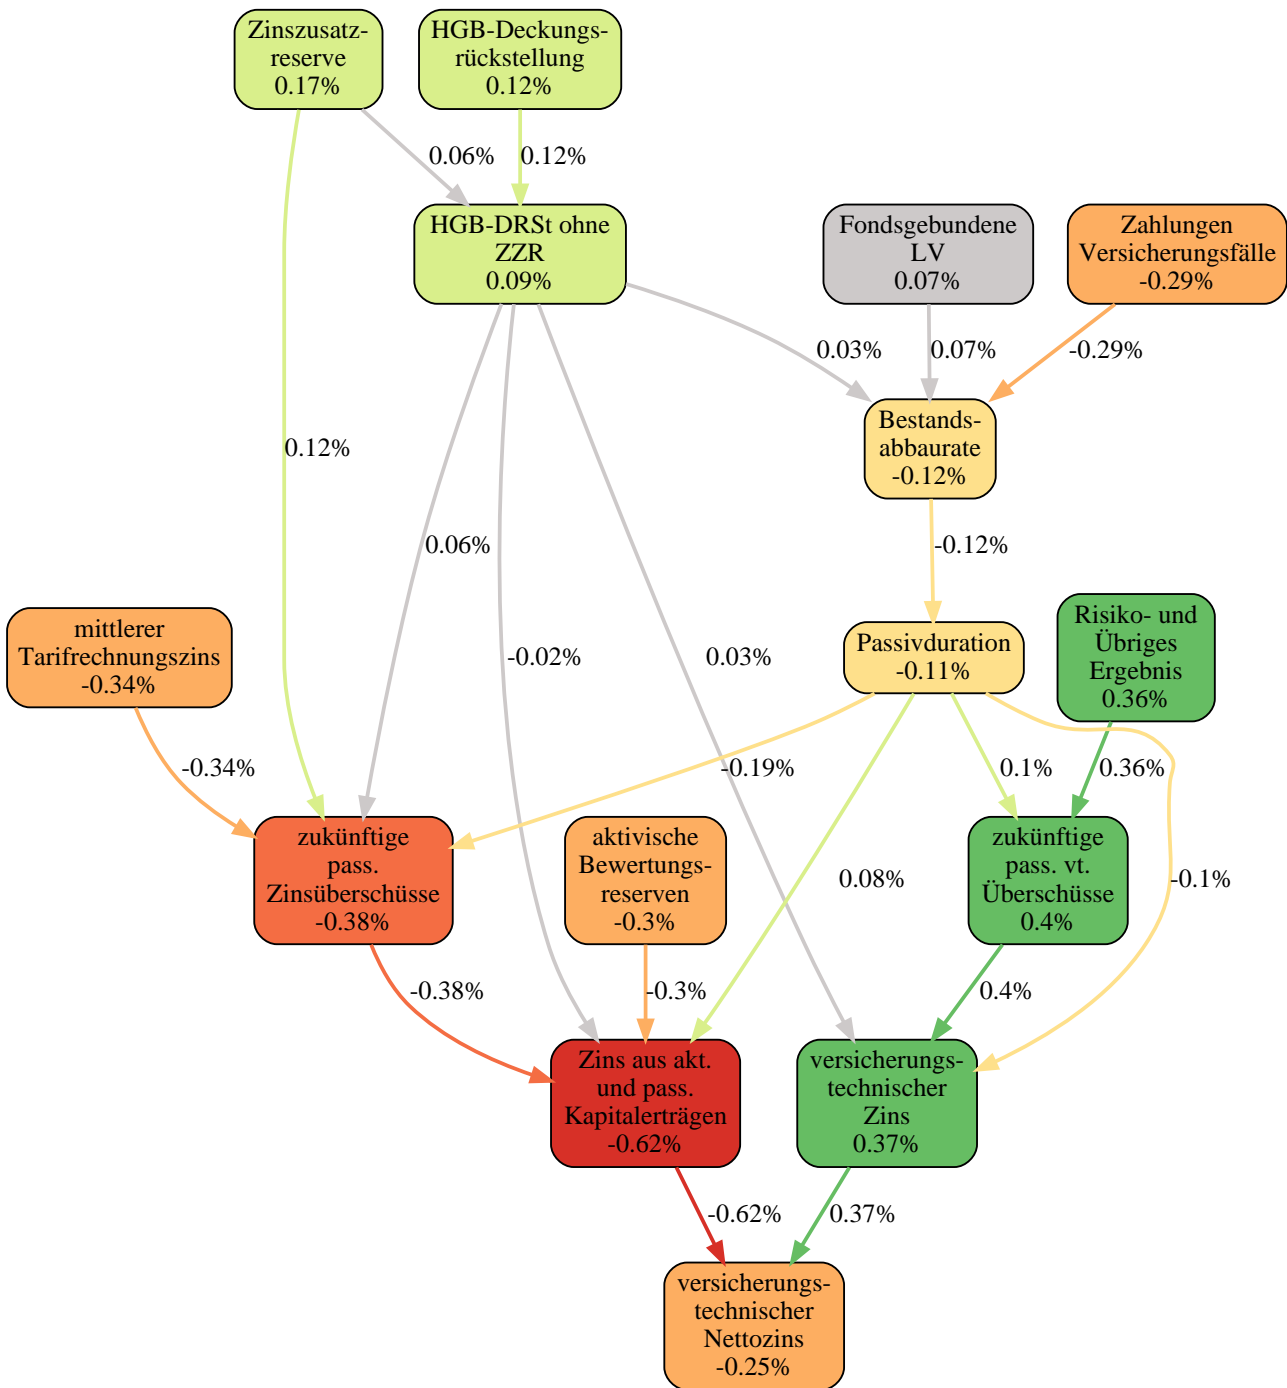 Zinszusatz-
reserve
0.17%
HGB-Deckungs-
rückstellung
0.12%
0.06%
0.12%
HGB-DRSt ohne
ZZR
0.09%
Fondsgebundene
LV
0.07%
Zahlungen
Versicherungsfälle
-0.29%
0.03%
0.07%
-0.29%
Bestands-
abbaurate
-0.12%
0.12%
0.06%
-0.12%
mittlerer
Tarifrechnungszins
-0.34%
-0.02%
0.03%
Passivduration
-0.11%
Risiko- und
Übriges
Ergebnis
0.36%
-0.34%
-0.19%
0.1%
0.36%
zukünftige
pass.
Zinsüberschüsse
-0.38%
aktivische
Bewertungs-
reserven
-0.3%
0.08%
zukünftige
pass. vt.
Überschüsse
0.4%
-0.1%
-0.38%
-0.3%
0.4%
Zins aus akt.
und pass.
Kapitalerträgen
-0.62%
versicherungs-
technischer
Zins
0.37%
-0.62%
0.37%
versicherungs-
technischer
Nettozins
-0.25%